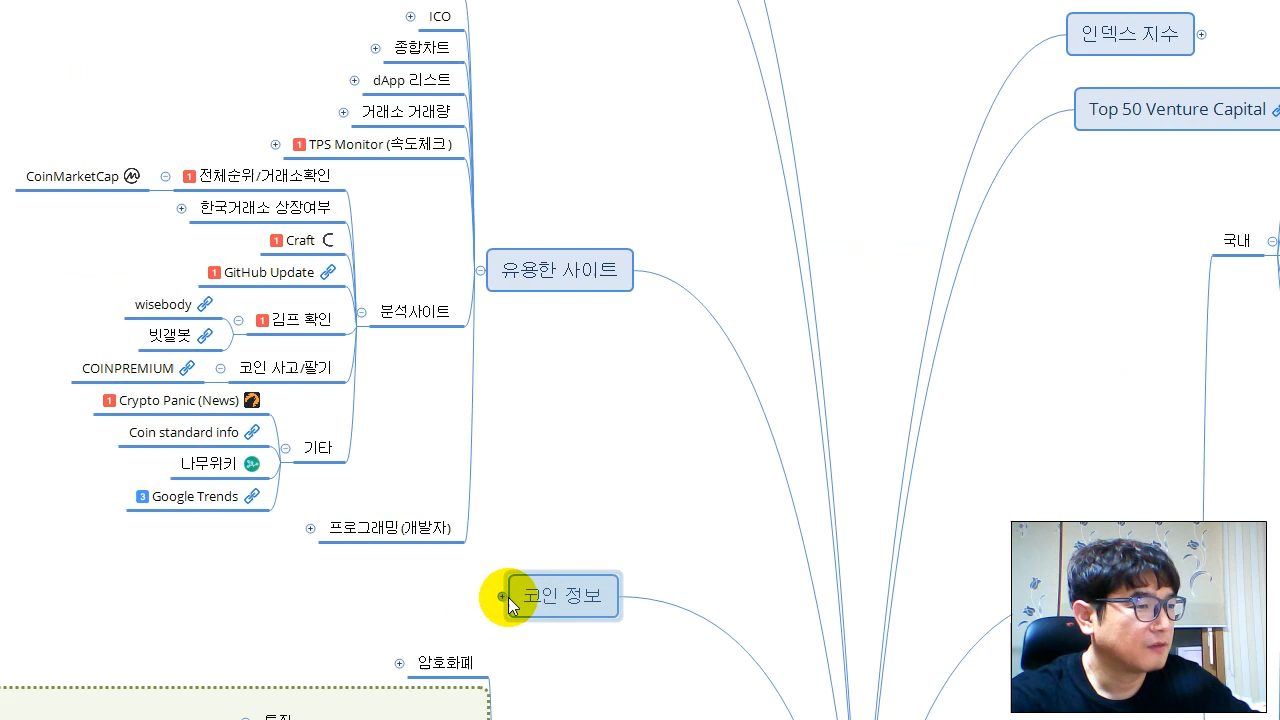 ICO
종합차트
dApp 리스트
거래소 거래량
1 TPS Monitor (속도체크)
CoinMarketCap
1 전체순위/거래소확인
한국거래소 상장여부
1 Craft
1 GitHub Update
wisebody
빗갤봇
1 김프 확인
분석사이트
COINPREMIUM
코인 사고/팔기
1 Crypto Panic (News)
Coin standard info
나무위키
3 Google Trends
기타
프로그래밍(개발자)
유용한 사이트
코인 정보
암호화폐
인덱스 지수
Top 50 Venture Capital
국내